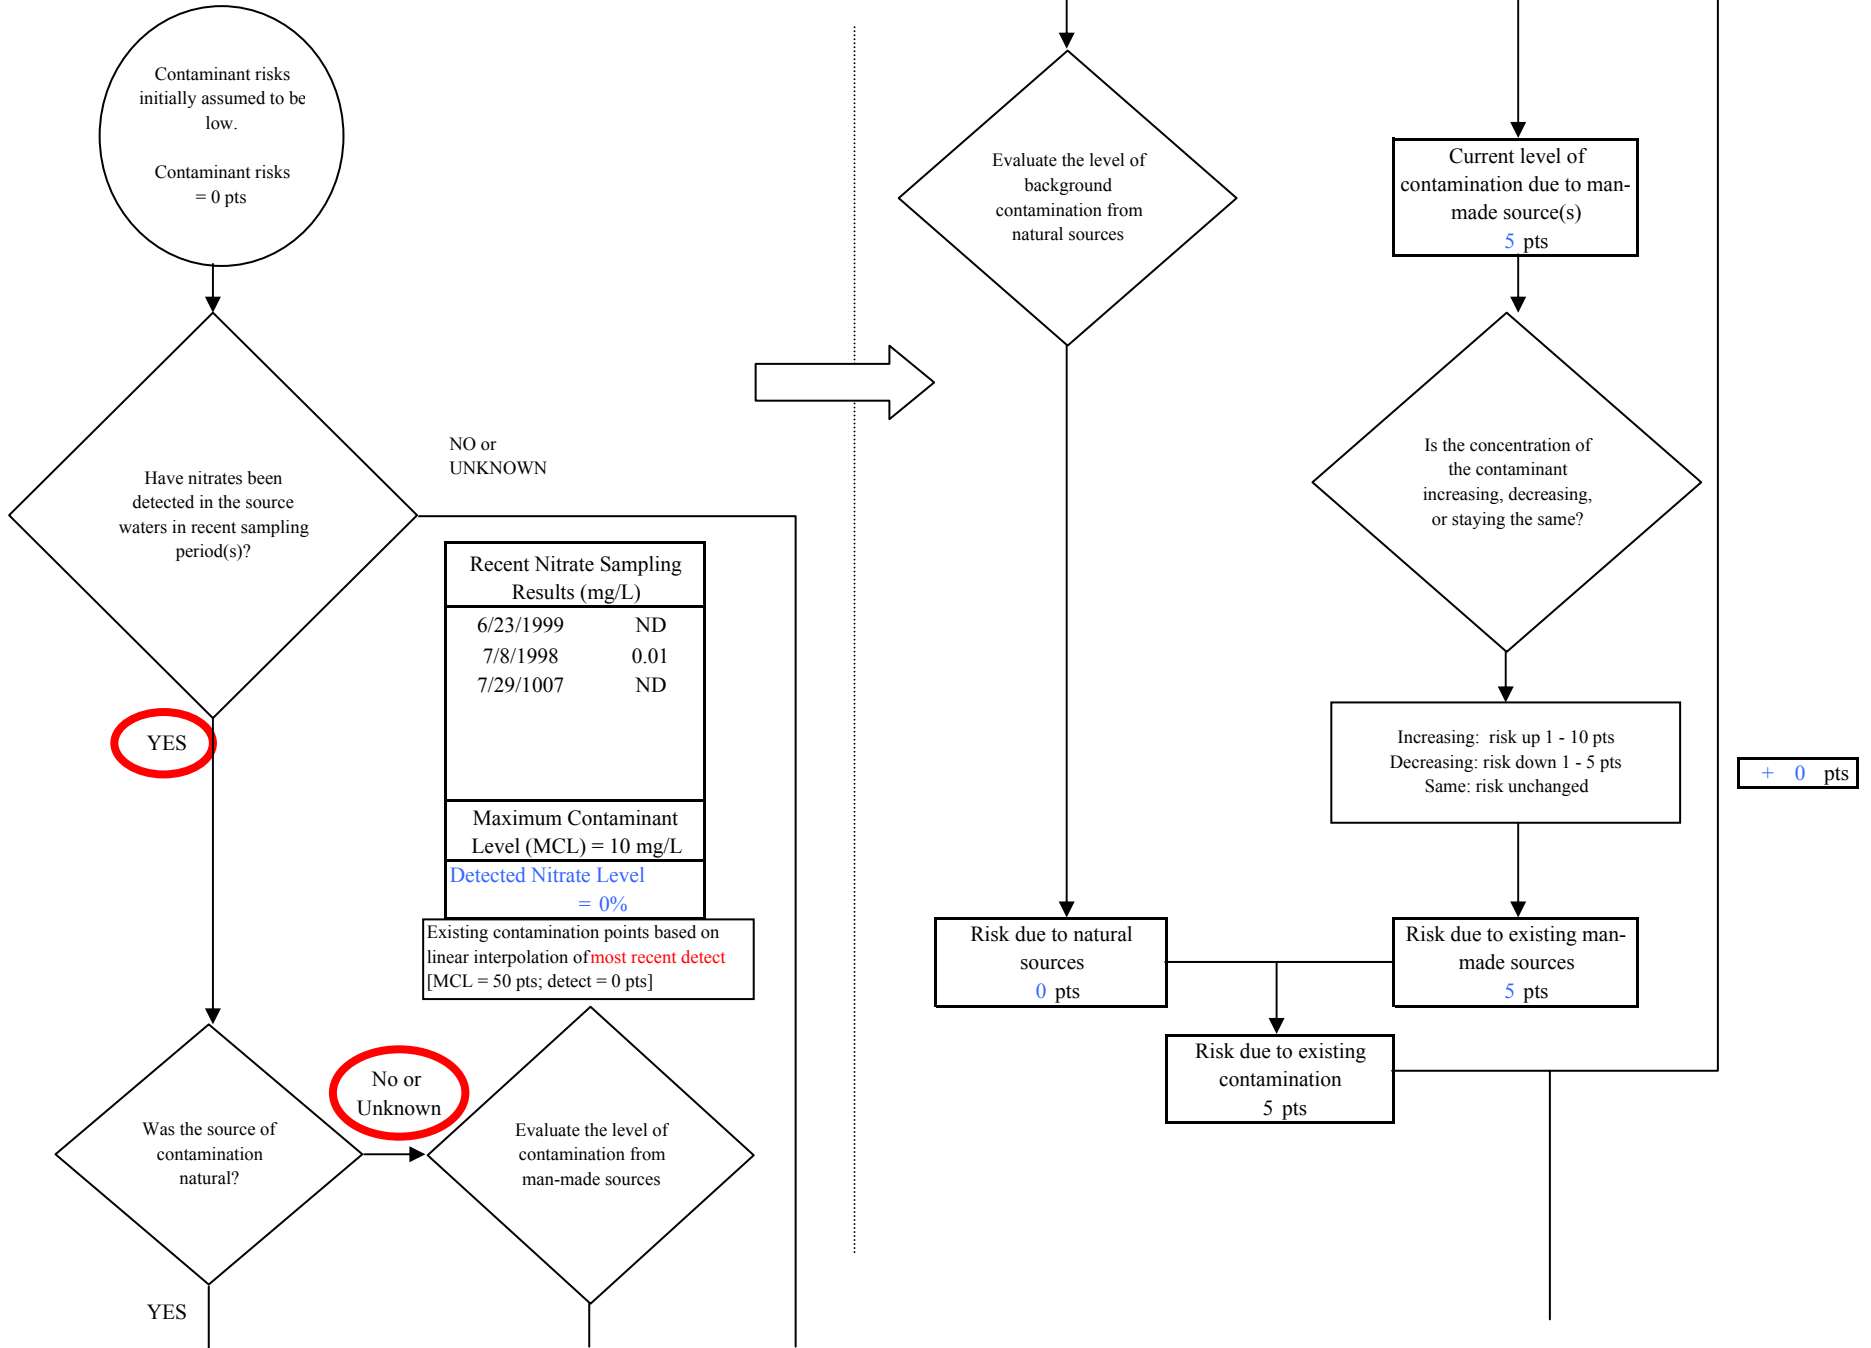 Contaminant risks
initially assumed to be
low.
Contaminant risks
= 0 pts
Have nitrates been
detected in the source
waters in recent sampling
period(s)?
NO or
UNKNOWN
YES
Recent Nitrate Sampling
Results (mg/L)
6/23/1999 ND
7/8/1998 0.01
7/29/1007 ND
Maximum Contaminant
Level (MCL) = 10 mg/L
Detected Nitrate Level
= 0%
Existing contamination points based on
linear interpolation of most recent detect
[MCL = 50 pts; detect = 0 pts]
Was the source of
contamination
natural?
No or
Unknown
Evaluate the level of
contamination from
man-made sources
YES
Evaluate the level of
background
contamination from
natural sources
Current level of
contamination due to man-
made source(s)
5 pts
Is the concentration of
the contaminant
increasing, decreasing,
or staying the same?
Increasing: risk up 1 - 10 pts
Decreasing: risk down 1 - 5 pts
Same: risk unchanged
+ 0 pts
Risk due to natural
sources
0 pts
Risk due to existing man-
made sources
5 pts
Risk due to existing
contamination
5 pts